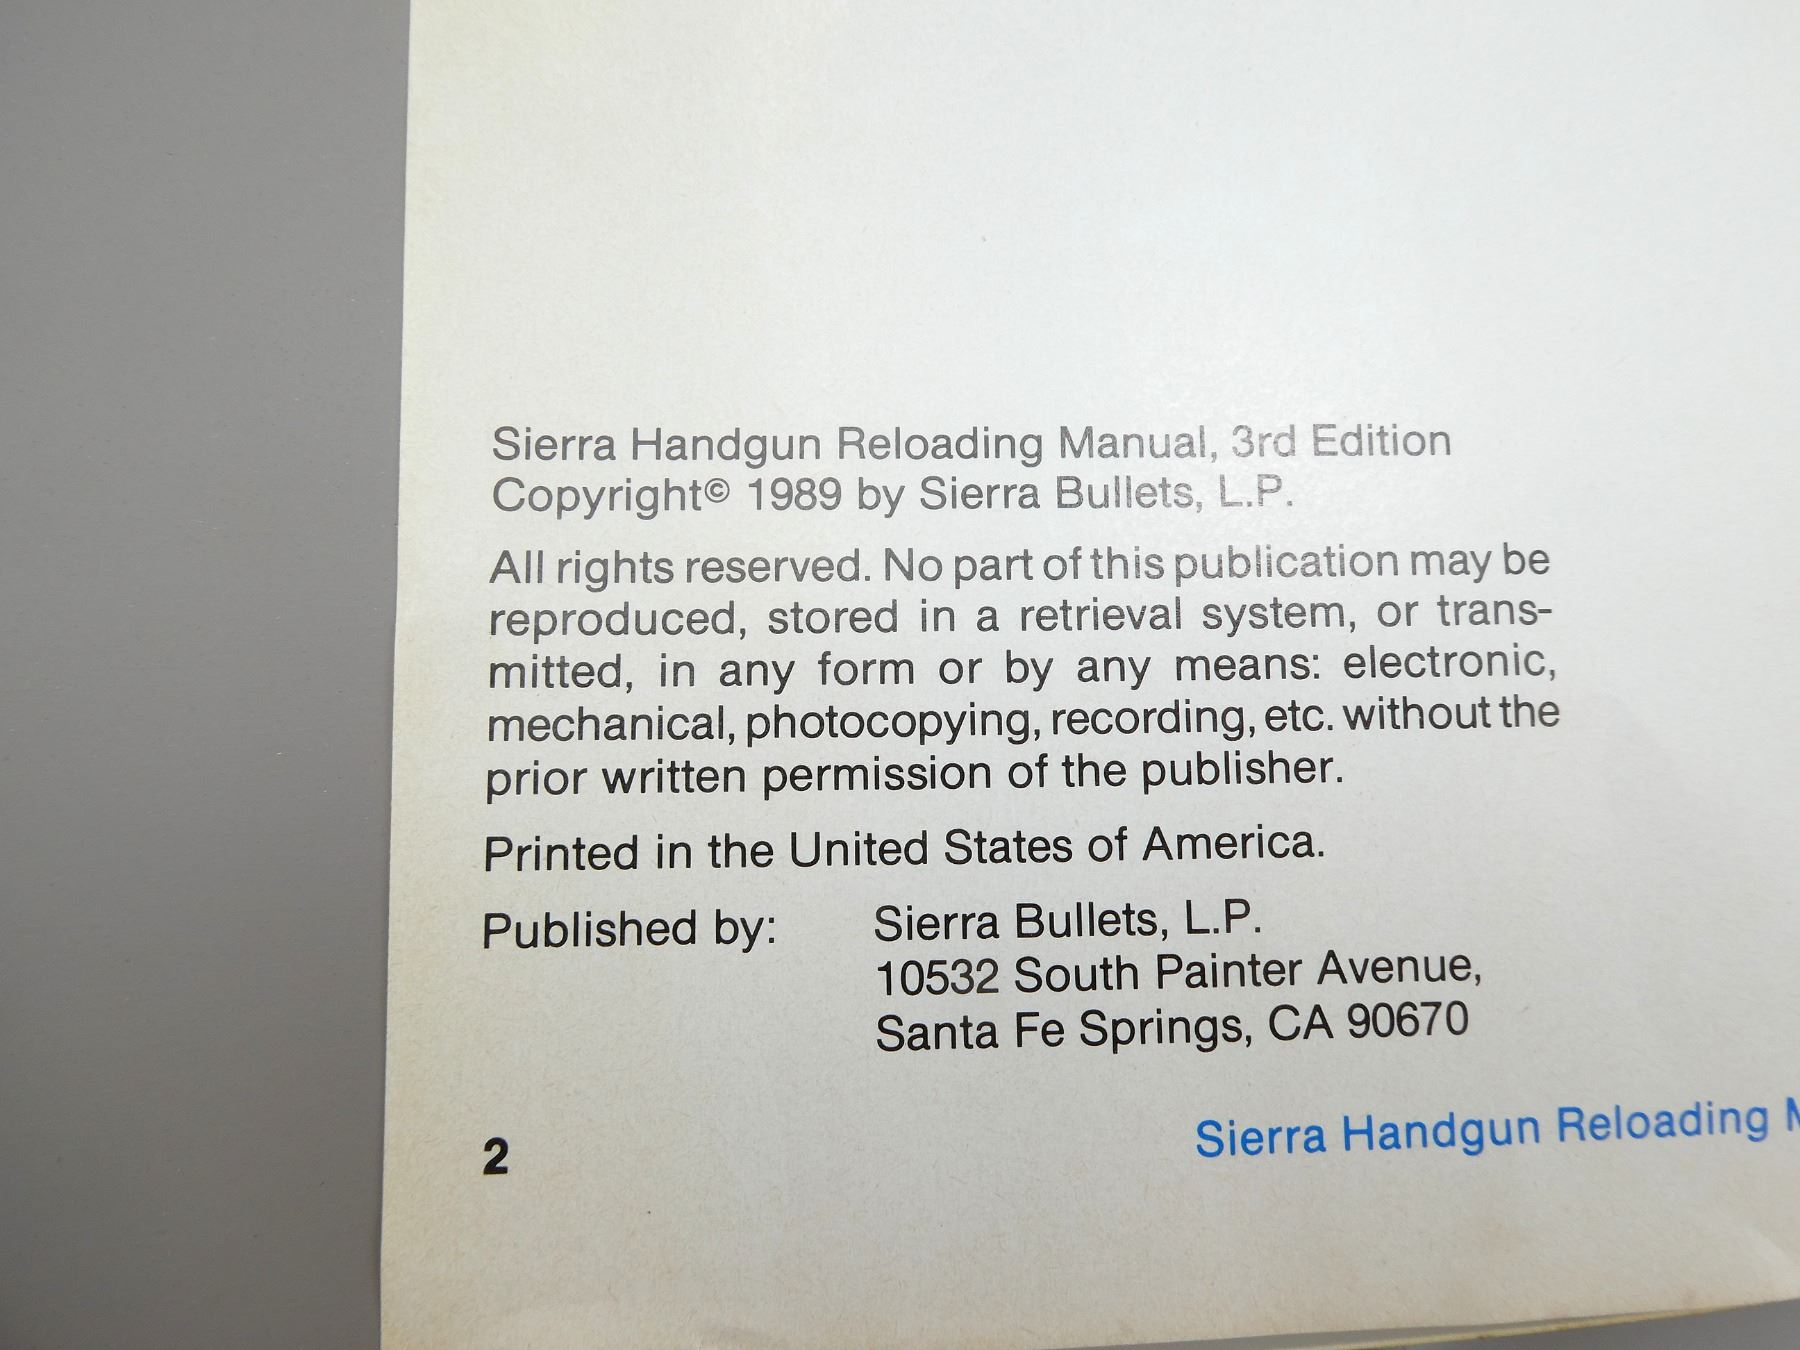 Sierra Handgun Reloading Manual, 3rd Edition
Copyright© 1989 by Sierra Bullets, L.P.
All rights reserved. No part of this publication may be
reproduced, stored in a retrieval system, or trans-
mitted, in any form or by any means: electronic,
mechanical, photocopying, recording, etc. without the
prior written permission of the publisher.
Printed in the United States of America.
Published by: Sierra Bullets, L.P.
10532 South Painter Avenue,
Santa Fe Springs, CA 90670
2 Sierra Handgun Reloading